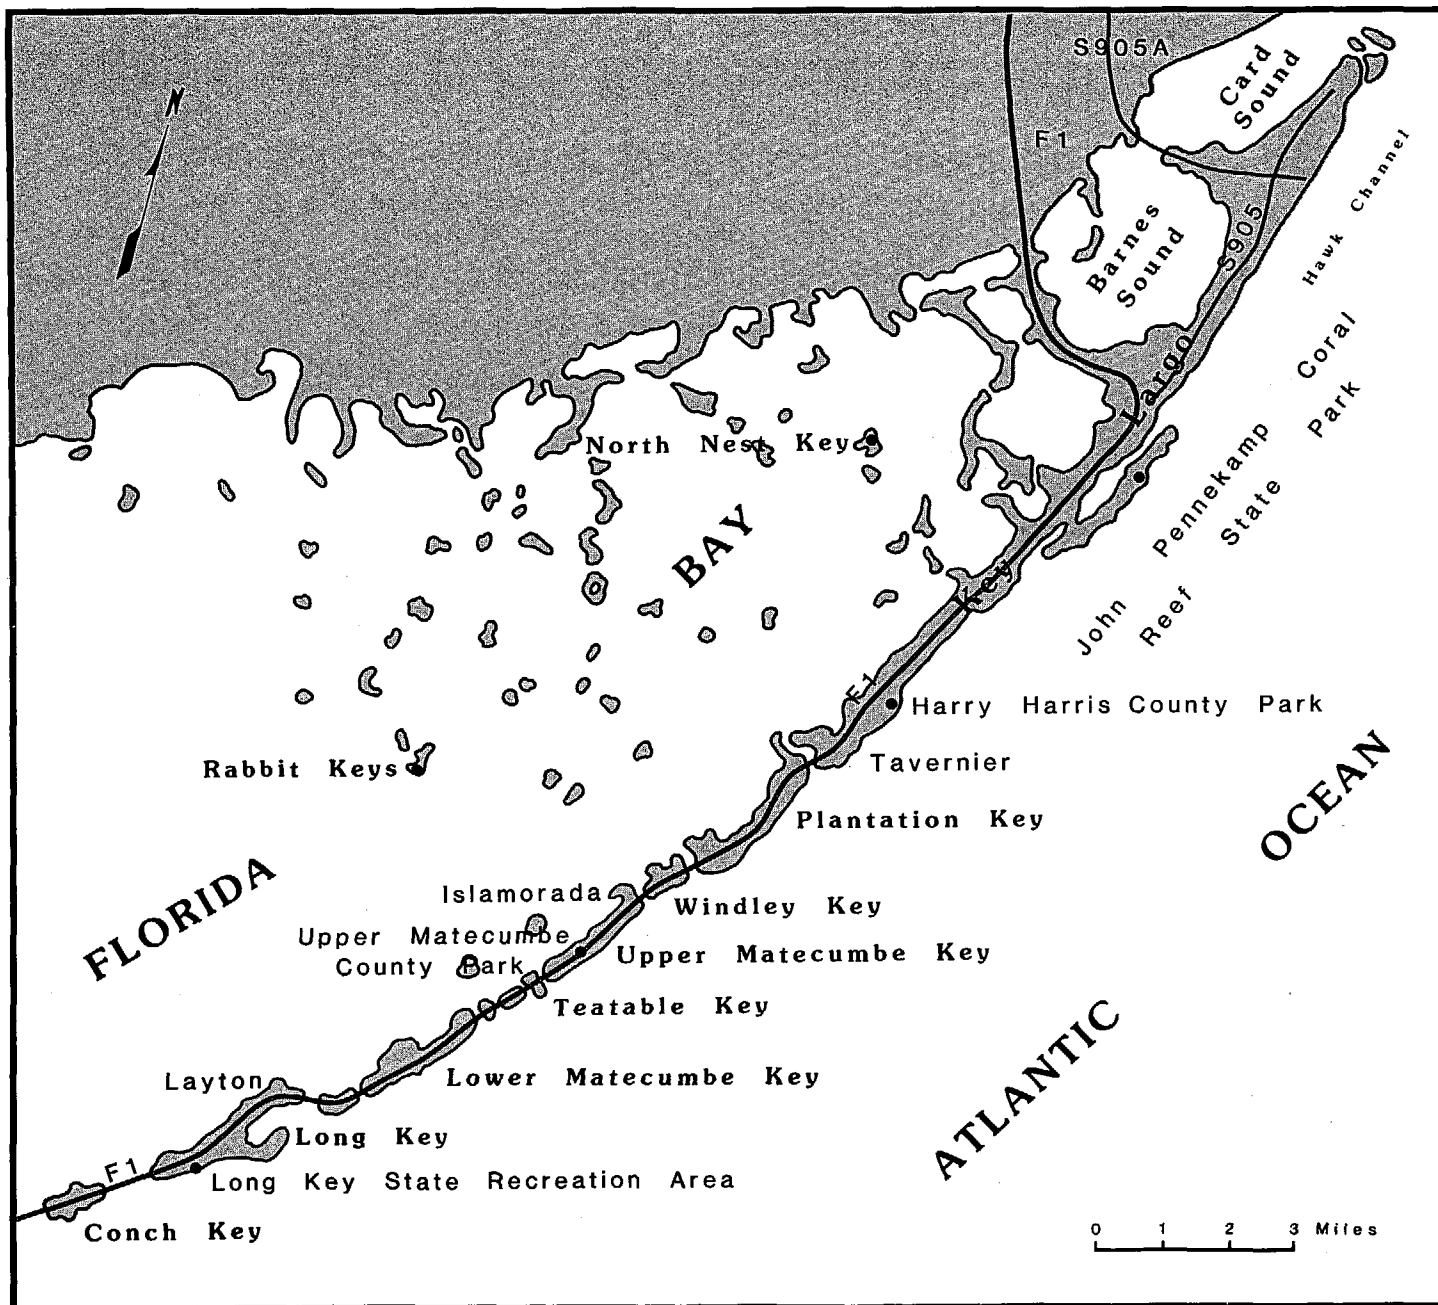 S905A
Card
Sound
N
F1
Hawk Channel
Barnes
Sound
S905
Key Largo
North Nest Key
John Pennekamp Coral
Reef State Park
BAY
F1
Harry Harris County Park
Rabbit Keys
Tavernier
Plantation Key
OCEAN
FLORIDA
Islamorada
Windley Key
Upper Matecumbe
County Park
Upper Matecumbe Key
Teatable Key
Layton
Lower Matecumbe Key
ATLANTIC
Long Key
F1
Long Key State Recreation Area
Conch Key
0 1 2 3 Miles